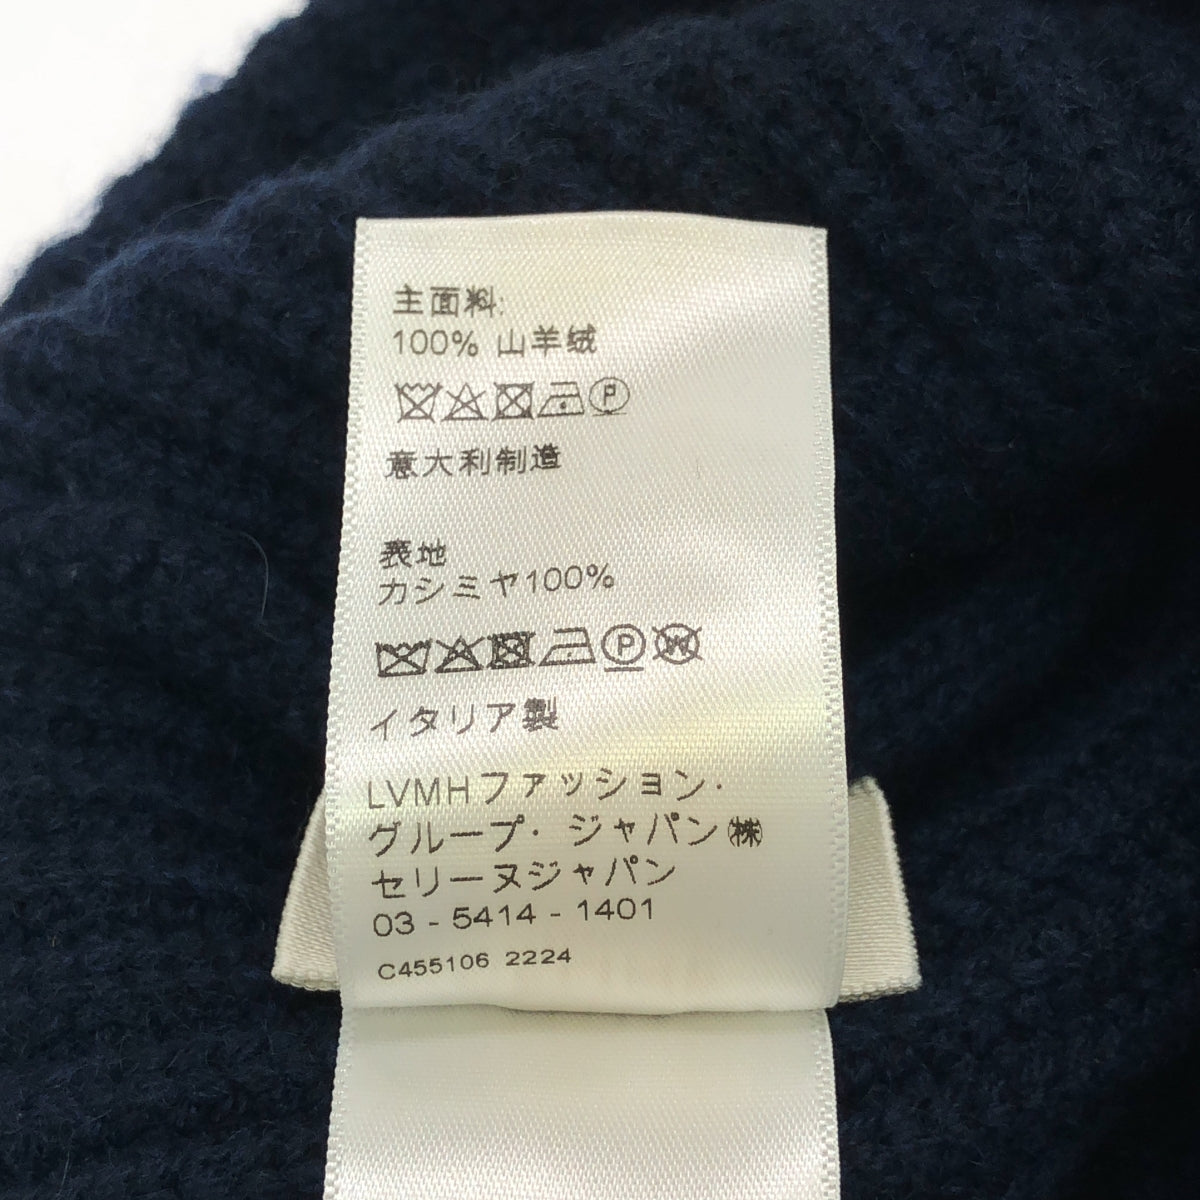 主面料:
100% 山羊绒
P
意大利制造
表地
カシミヤ100%
P W
イタリア製
LVMHファッション・
グループ・ジャパン㈱
セリーヌジャパン
03 - 5414 - 1401
C455106 2224